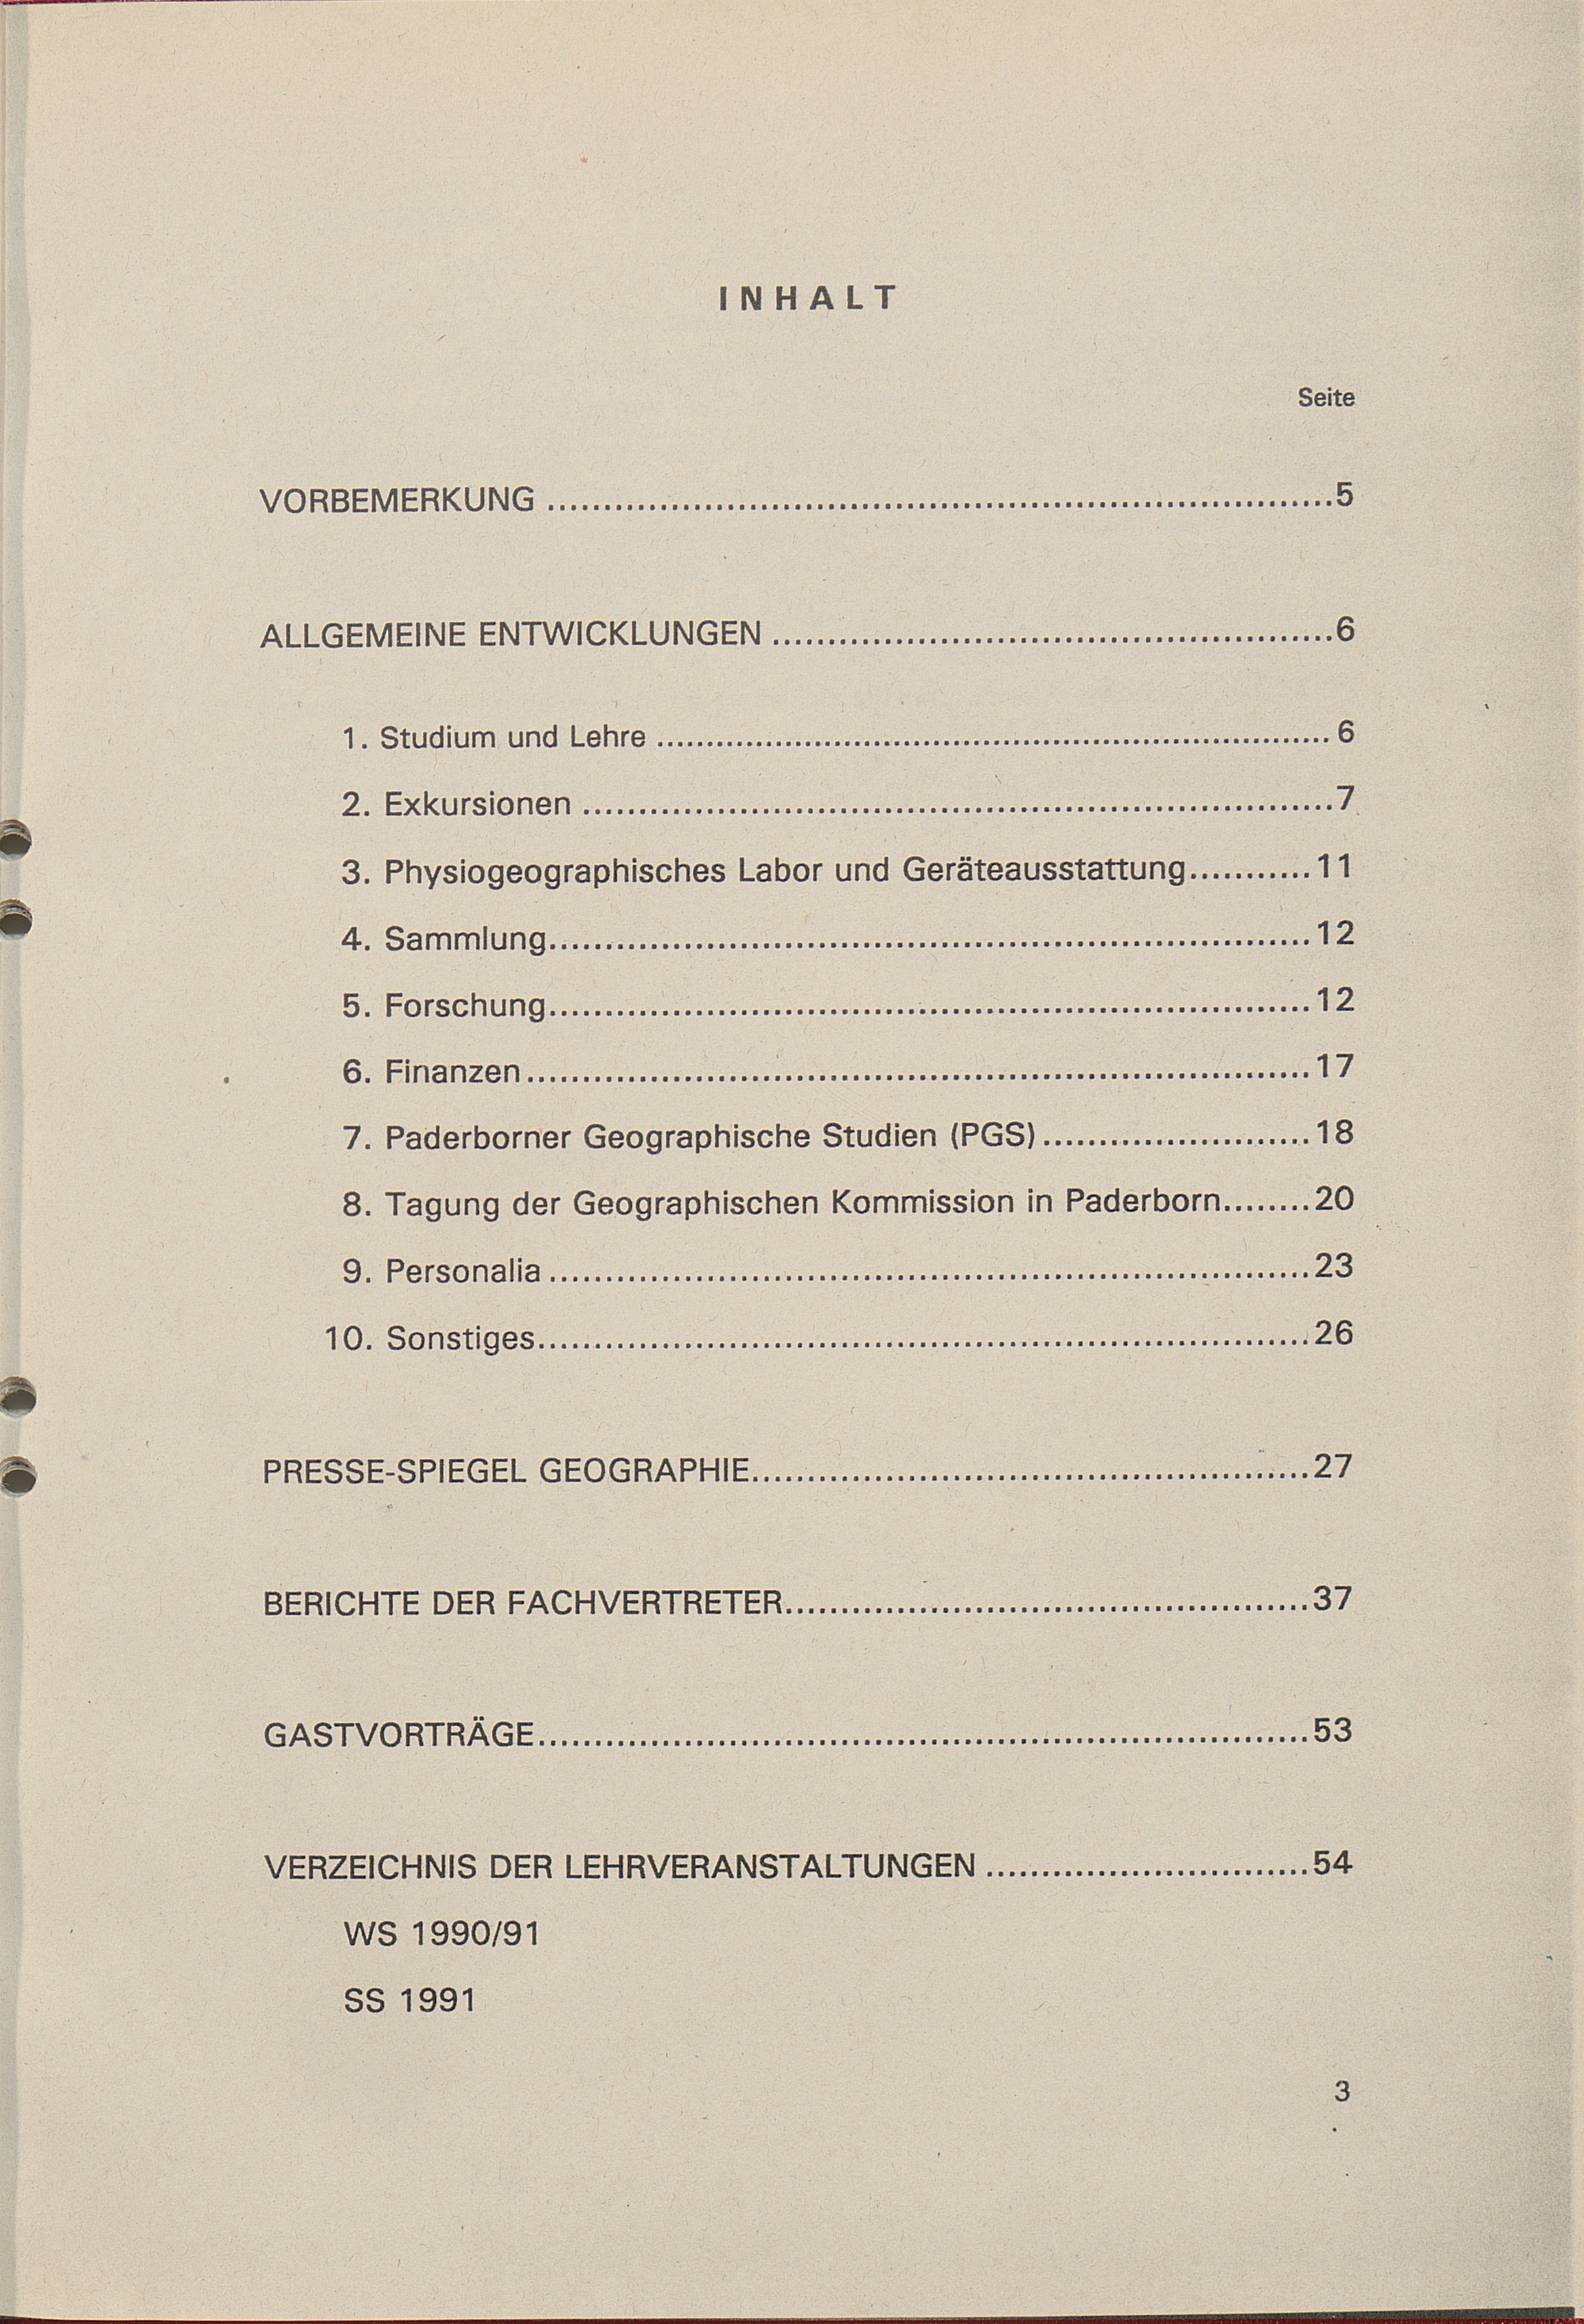 INHALT
Seite
VORBEMERKUNG ........................................................................5
ALLGEMEINE ENTWICKLUNGEN ...................................................6
1. Studium und Lehre ...................................................................... 6
2. Exkursionen ....................................................................7
3. Physiogeographisches Labor und Geräteausstattung...........11
4. Sammlung....................................................................12
5. Forschung....................................................................12
6. Finanzen......................................................................17
7. Paderborner Geographische Studien (PGS)........................18
8. Tagung der Geographischen Kommission in Paderborn........20
9. Personalia....................................................................23
10. Sonstiges.....................................................................26
PRESSE-SPIEGEL GEOGRAPHIE..................................................27
BERICHTE DER FACHVERTRETER...............................................37
GASTVORTRÄGE.....................................................................53
VERZEICHNIS DER LEHRVERANSTALTUNGEN .............................54
WS 1990/91
SS 1991
3